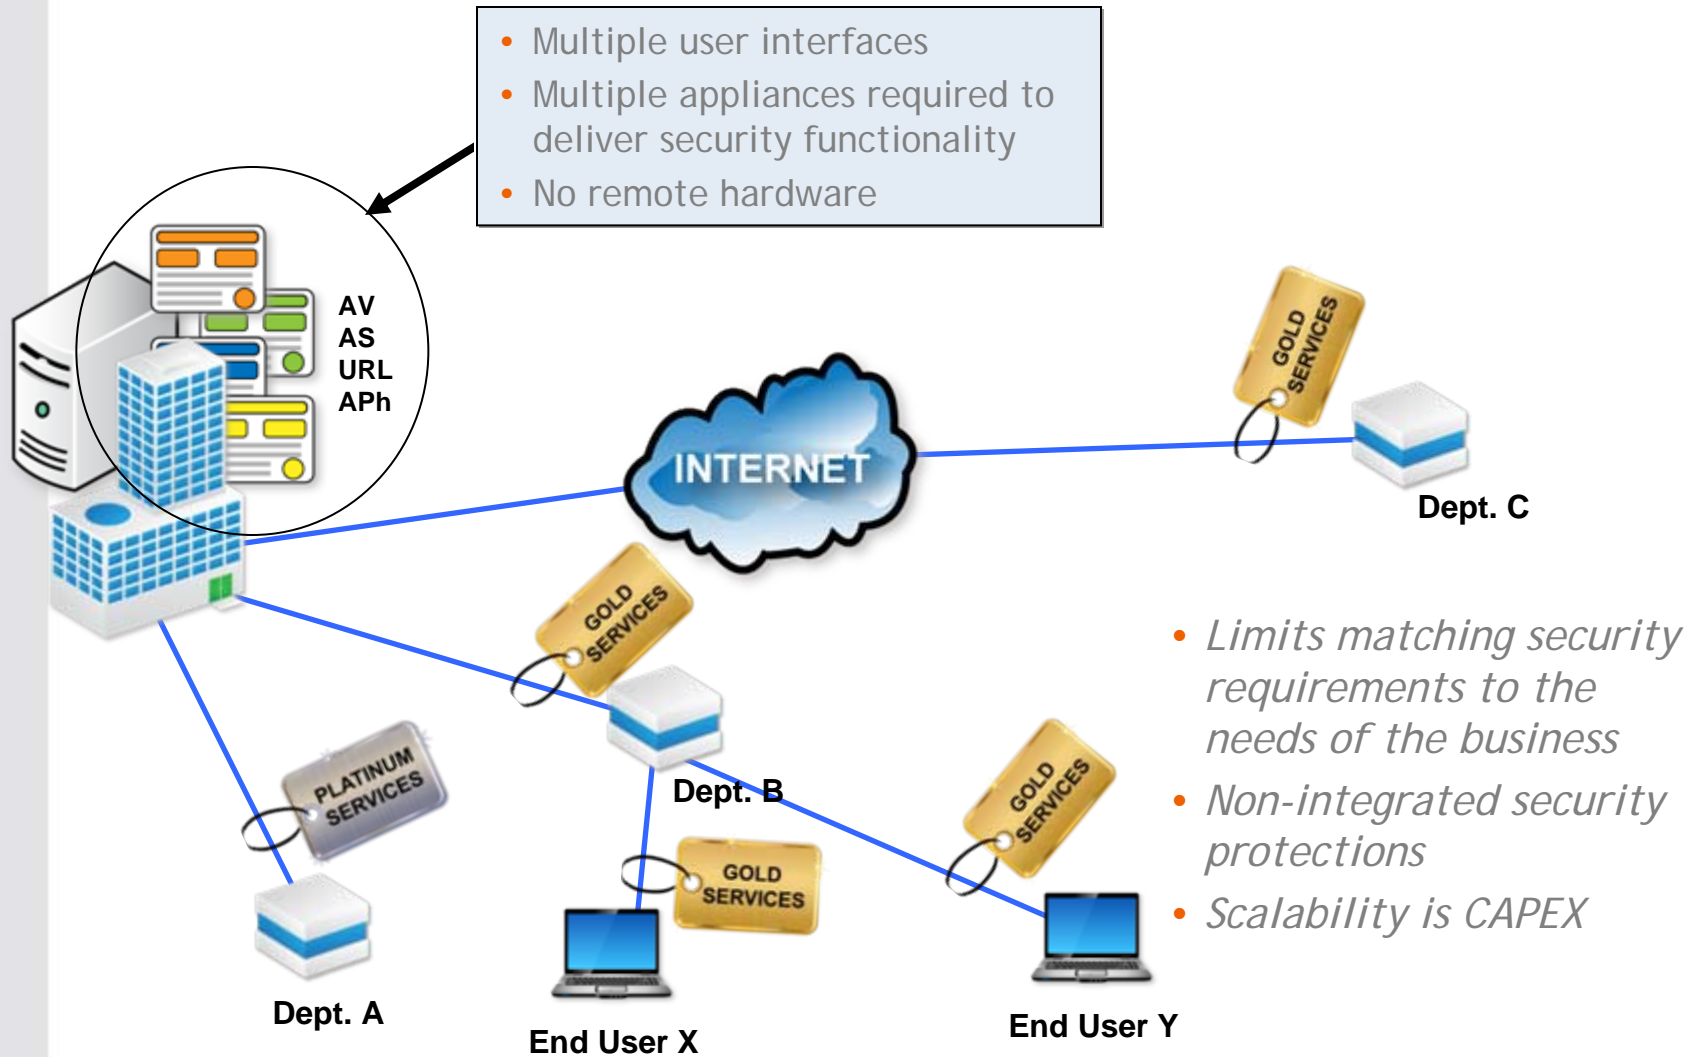 • Multiple user interfaces
• Multiple appliances required to
deliver security functionality
• No remote hardware
AV
AS
URL
APh
GOLD
SERVICES
INTERNET
Dept. C
GOLD
SERVICES
• Limits matching security
requirements to the
needs of the business
• Non-integrated security
protections
• Scalability is CAPEX
PLATINUM
SERVICES
Dept. B
GOLD
SERVICES
GOLD
SERVICES
Dept. A
End User X
End User Y